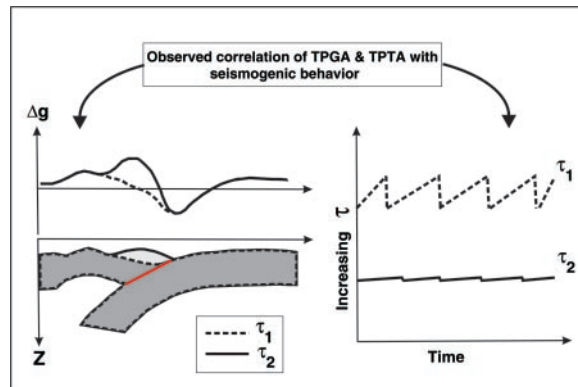 Observed correlation of TPGA & TPTA with
seismogenic behavior
Δg
Z
τ1
τ2
Increasing τ
τ1
τ2
Time